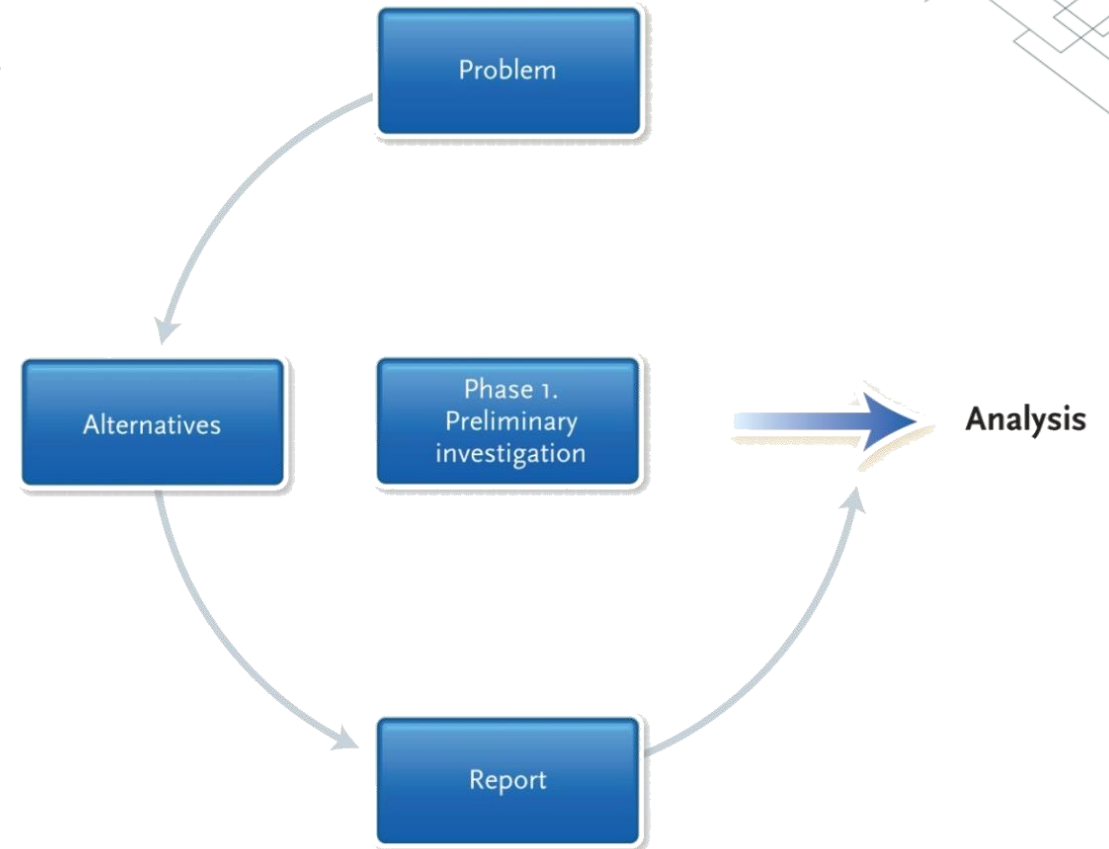 Problem
Alternatives
Phase 1.
Preliminary
investigation
Analysis
Report